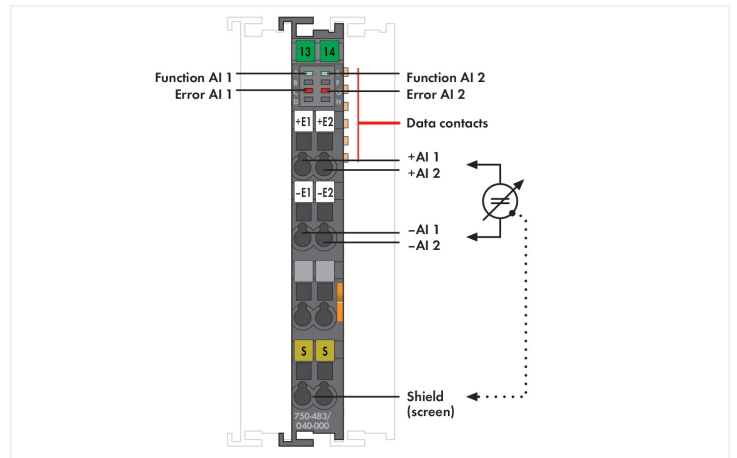 13 14
Function AI 1
Function AI 2
Error AI 1
Error AI 2
B
C
D
H
Data contacts
+E1 +E2
+AI 1
+AI 2
–E1 –E2
–AI 1
–AI 2
S S
Shield
(screen)
750-483/
040-000